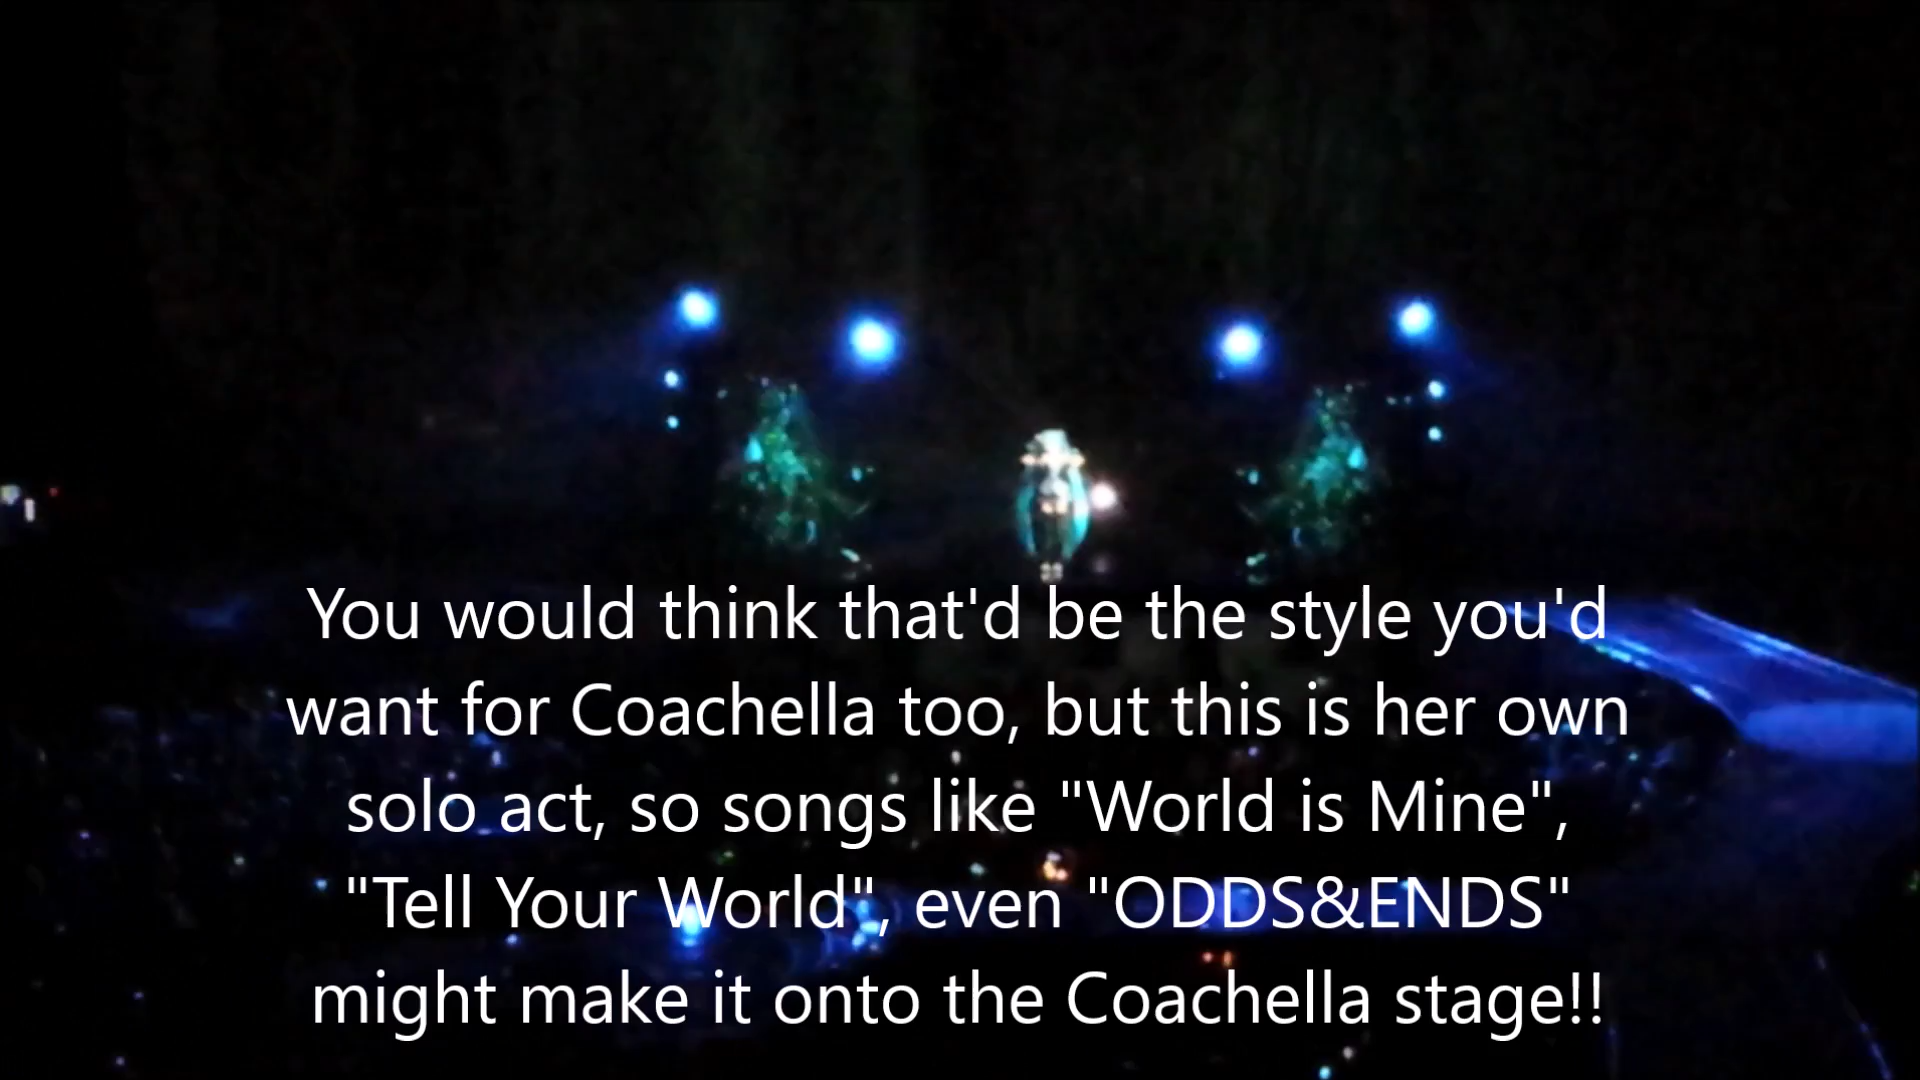 You would think that'd be the style you'd
want for Coachella too, but this is her own
solo act, so songs like "World is Mine",
"Tell Your World", even "ODDS&ENDS"
might make it onto the Coachella stage!!